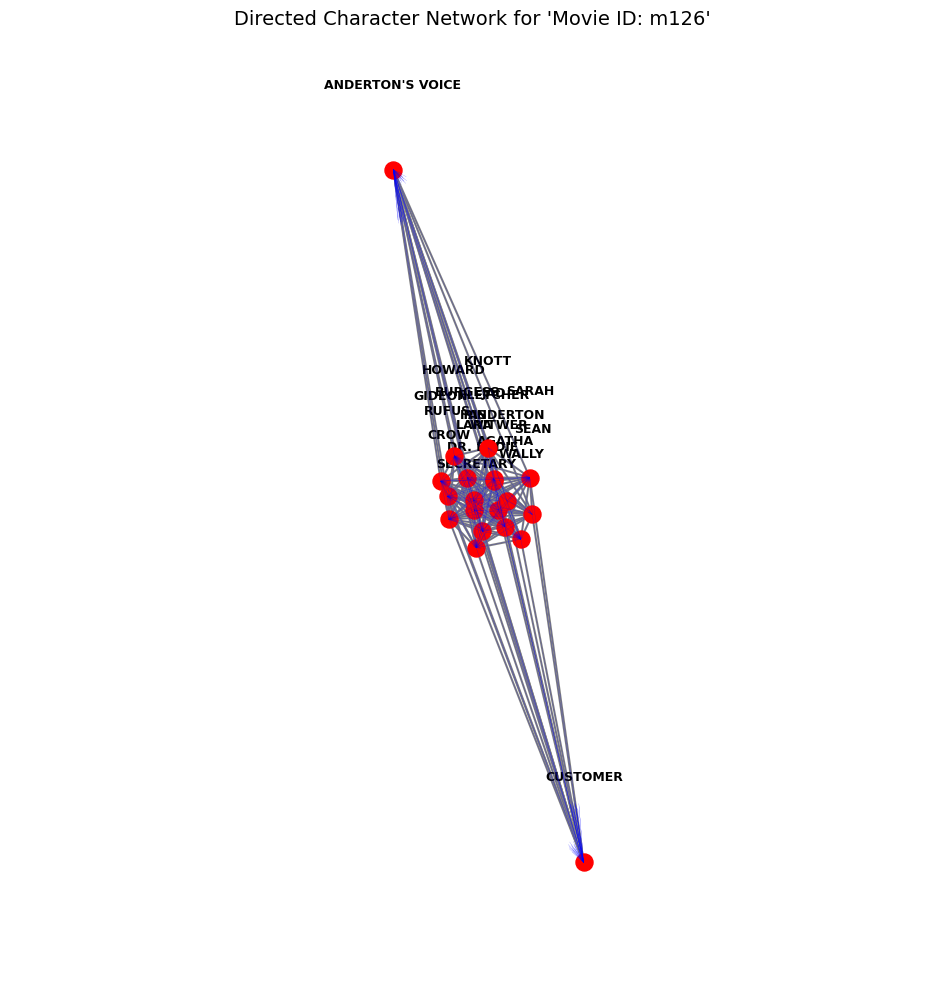 Directed Character Network for 'Movie ID: m126'
ANDERTON'S VOICE
KNOTT
HOWARD
SARAH
BURGESS
FLETCHER
GIDEON
RUFUS
ANDERTON
LARA
WITWER
SEAN
CROW
AGATHA
DR. EDDIE
WALLY
SECRETARY
CUSTOMER